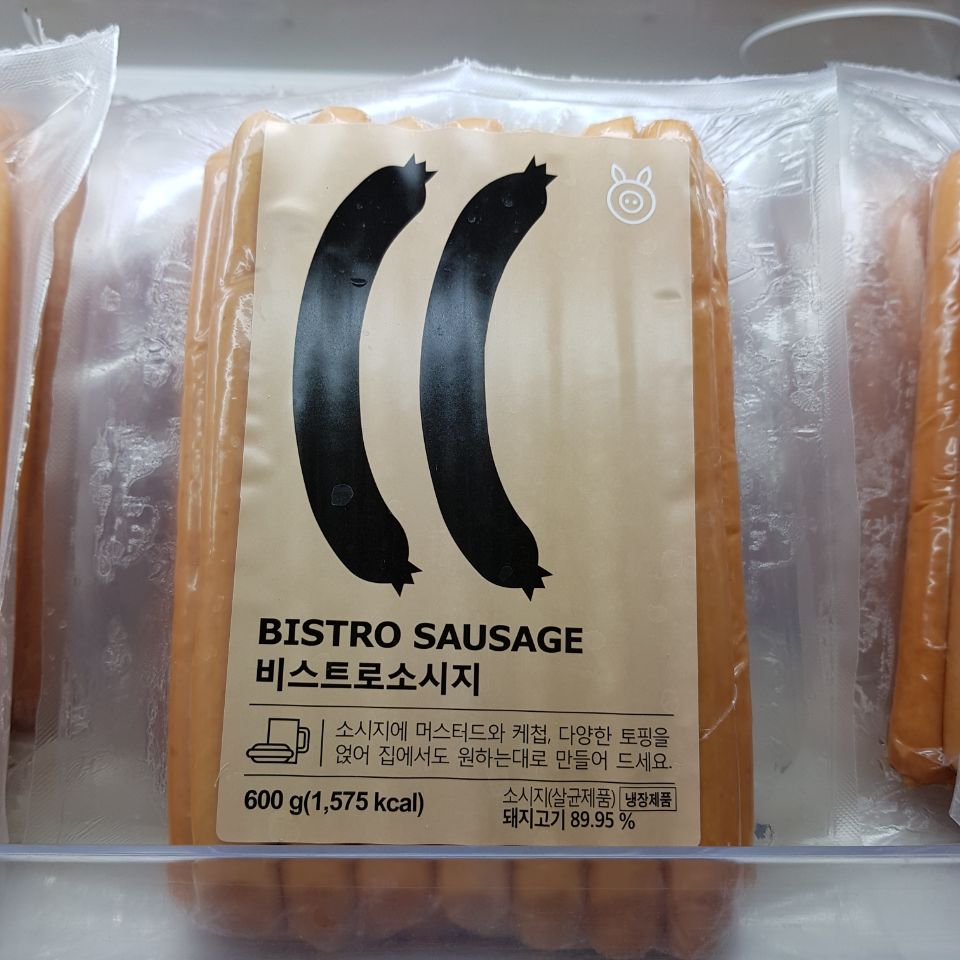 BISTRO SAUSAGE
비스트로소시지
소시지에 머스터드와 케첩, 다양한 토핑을
얹어 집에서도 원하는대로 만들어 드세요.
600 g(1,575 kcal)
소시지(살균제품) 냉장제품
돼지고기 89.95 %